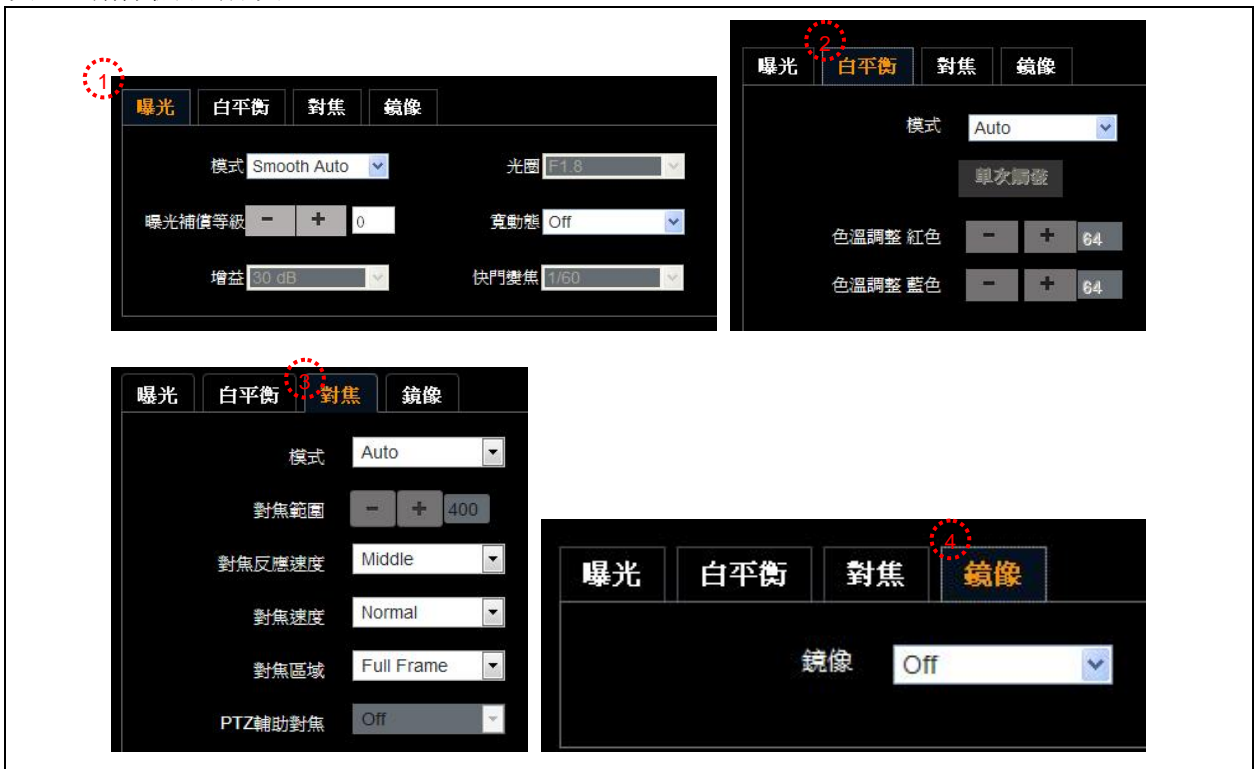 1
曝光 白平衡 對焦 鏡像
模式 Smooth Auto 光圈 F1.8
曝光補償等級 - + 0 寬動態 Off
增益 30 dB 快門變焦 1/60
2
曝光 白平衡 對焦 鏡像
模式 Auto
單次觸發
色溫調整 紅色 - + 64
色溫調整 藍色 - + 64
3
曝光 白平衡 對焦 鏡像
模式 Auto
對焦範圍 - + 400
對焦反應速度 Middle
對焦速度 Normal
對焦區域 Full Frame
PTZ輔助對焦 Off
4
曝光 白平衡 對焦 鏡像
鏡像 Off